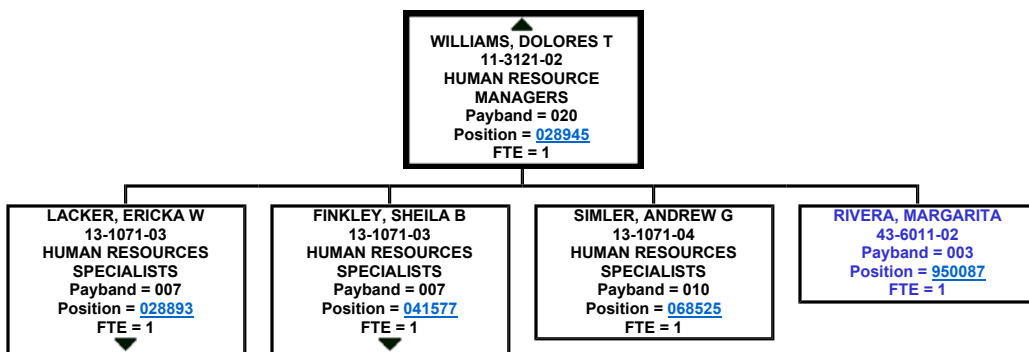 WILLIAMS, DOLORES T
11-3121-02
HUMAN RESOURCE
MANAGERS
Payband = 020
Position = 028945
FTE = 1
LACKER, ERICKA W
13-1071-03
HUMAN RESOURCES
SPECIALISTS
Payband = 007
Position = 028893
FTE = 1
FINKLEY, SHEILA B
13-1071-03
HUMAN RESOURCES
SPECIALISTS
Payband = 007
Position = 041577
FTE = 1
SIMLER, ANDREW G
13-1071-04
HUMAN RESOURCES
SPECIALISTS
Payband = 010
Position = 068525
FTE = 1
RIVERA, MARGARITA
43-6011-02
Payband = 003
Position = 950087
FTE = 1